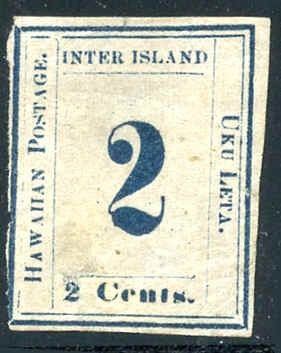 INTER ISLAND
HAWAIIAN POSTAGE.
2
UKU LETA.
2 Cents.